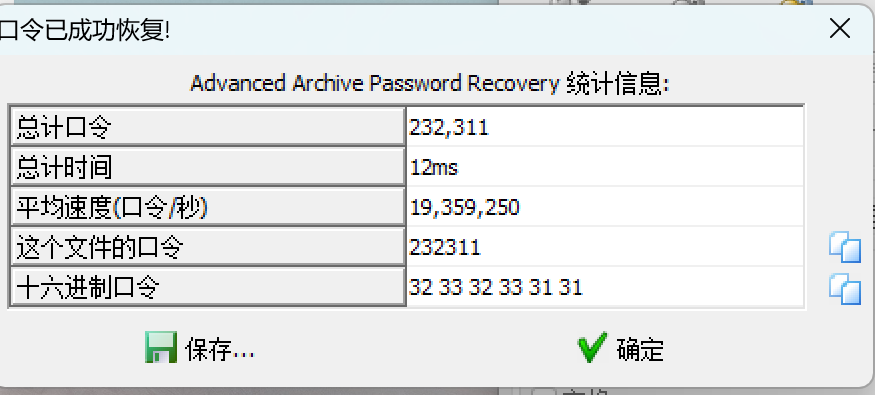 口令已成功恢复!
Advanced Archive Password Recovery 统计信息:
总计口令 232,311
总计时间 12ms
平均速度(口令/秒) 19,359,250
这个文件的口令 232311
十六进制口令 32 33 32 33 31 31
保存... 确定